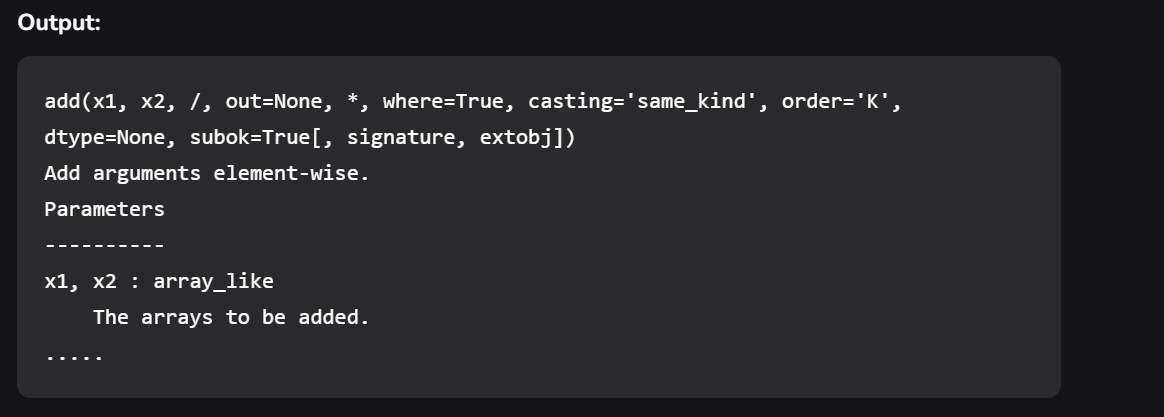 Output:
add(x1, x2, /, out=None, *, where=True, casting='same_kind', order='K',
dtype=None, subok=True[, signature, extobj])
Add arguments element-wise.
Parameters
----------
x1, x2 : array_like
    The arrays to be added.
.....